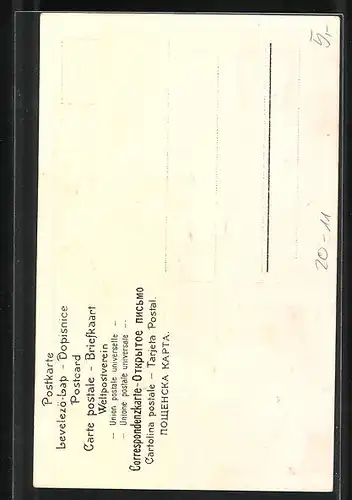 Postkarte
Levelező-Lap – Dopisnice
Postcard
Carte postale – Briefkaart
Weltpostverein
– Union postale universelle –
– Unione postale universale –
Correspondenzkarte – Открытое письмо
Cartolina postale – Tarjeta Postal.
ПОЩЕНСКА КАРТА.
5,-
20-11